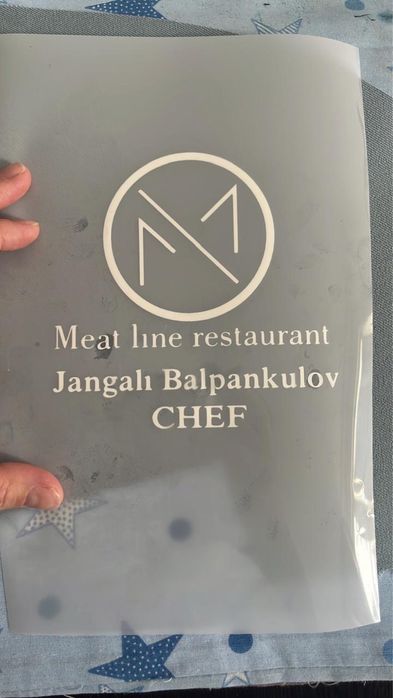 Meat lıne restaurant
Jangalı Balpankulov
CHEF